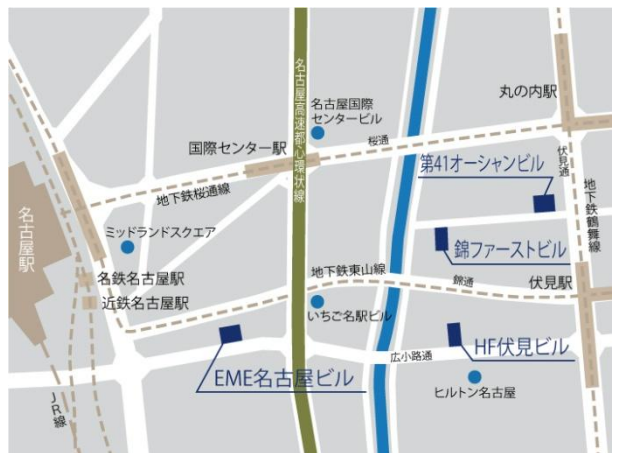 丸の内駅
名古屋国際
センタービル
国際センター駅
桜通
第41オーシャンビル
伏見通
地下鉄鶴舞線
名古屋高速都心環状線
地下鉄桜通線
名古屋駅
ミッドランドスクエア
錦ファーストビル
名鉄名古屋駅
近鉄名古屋駅
地下鉄東山線
錦通
伏見駅
いちご名駅ビル
HF伏見ビル
広小路通
EME名古屋ビル
ヒルトン名古屋
JR線